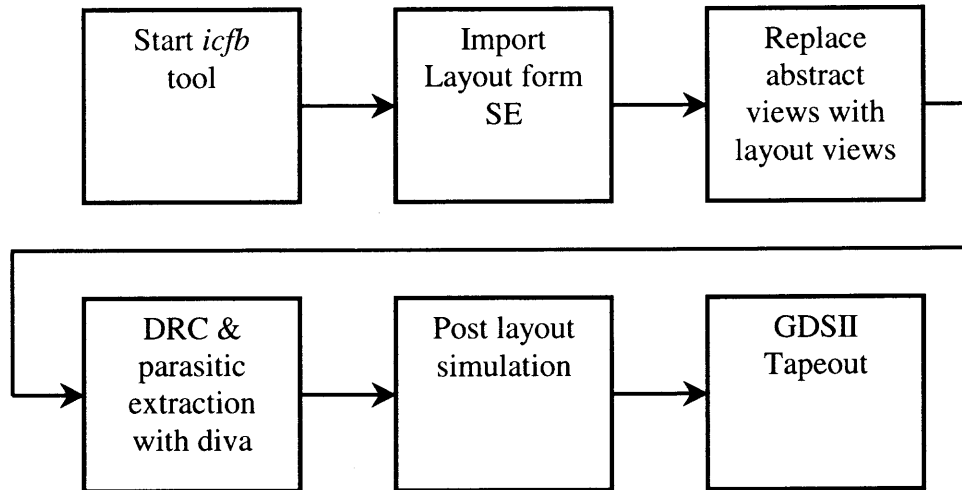 Start icfb
tool
Import
Layout form
SE
Replace
abstract
views with
layout views
DRC &
parasitic
extraction
with diva
Post layout
simulation
GDSII
Tapeout